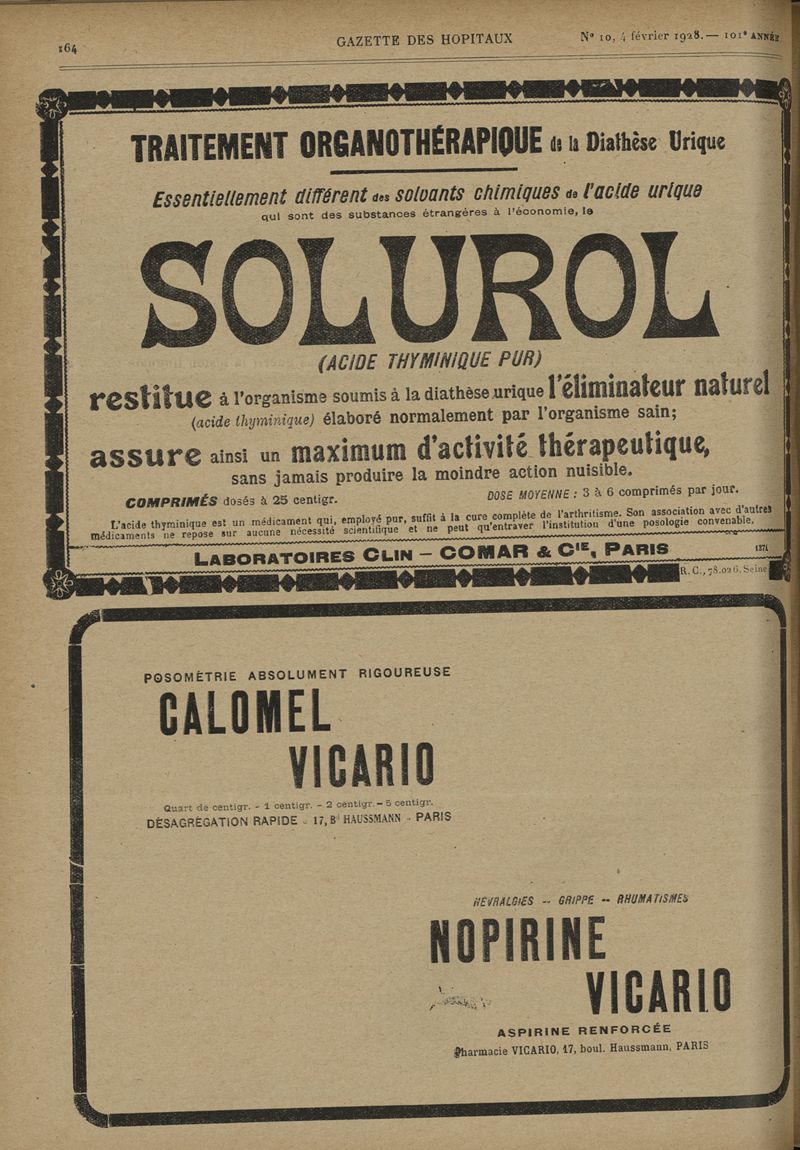 164
GAZETTE DES HOPITAUX
Nº 10, 4 février 1928. — 101ᵉ ANNÉE
TRAITEMENT ORGANOTHÉRAPIQUE de la Diathèse Urique
Essentiellement différent des solvants chimiques de l'acide urique
qui sont des substances étrangères à l'économie, le
SOLUROL
(ACIDE THYMINIQUE PUR)
restitue à l'organisme soumis à la diathèse urique l'éliminateur naturel
(acide thyminique) élaboré normalement par l'organisme sain;
assure ainsi un maximum d'activité thérapeutique,
sans jamais produire la moindre action nuisible.
COMPRIMÉS dosés à 25 centigr.
DOSE MOYENNE : 3 à 6 comprimés par jour.
L'acide thyminique est un médicament qui, employé pur, suffit à la cure complète de l'arthritisme. Son association avec d'autres
médicaments ne repose sur aucune nécessité scientifique et ne peut qu'entraver l'institution d'une posologie convenable.
LABORATOIRES CLIN — COMAR & Cᴵᴱ, PARIS
1371
R. C., 78.026. Seine
POSOMÉTRIE ABSOLUMENT RIGOUREUSE
CALOMEL
VICARIO
Quart de centigr. - 1 centigr. - 2 centigr. - 5 centigr.
DÉSAGRÉGATION RAPIDE - 17, Bᵈ HAUSSMANN - PARIS
NÉVRALGIES -- GRIPPE -- RHUMATISMES
NOPIRINE
VICARIO
ASPIRINE RENFORCÉE
Pharmacie VICARIO, 17, boul. Haussmann, PARIS